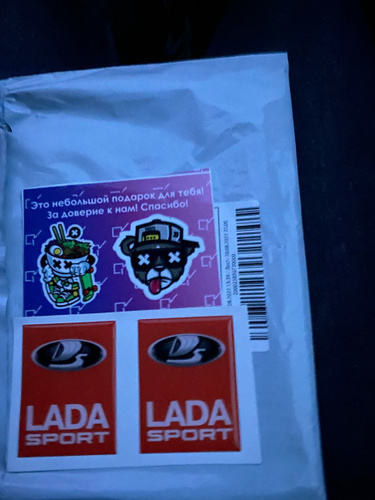 Это небольшой подарок для тебя!
За доверие к нам! Спасибо!
LADA
SPORT
LADA
SPORT